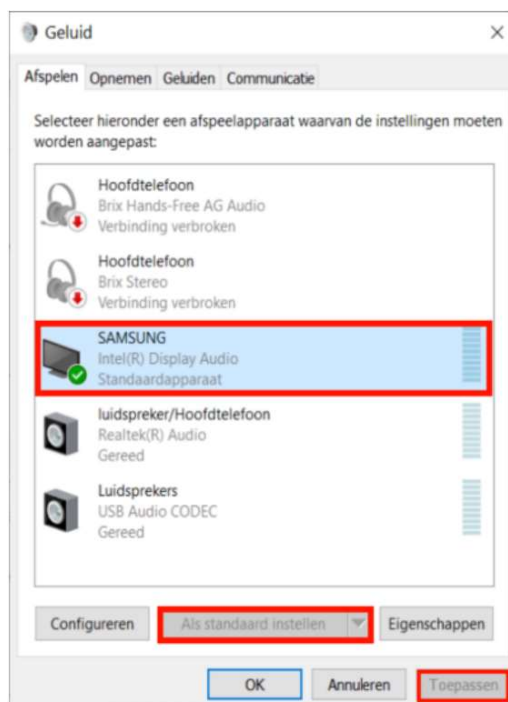 Geluid
Afspelen Opnemen Geluiden Communicatie
Selecteer hieronder een afspeelapparaat waarvan de instellingen moeten
worden aangepast:
Hoofdtelefoon
Brix Hands-Free AG Audio
Verbinding verbroken
Hoofdtelefoon
Brix Stereo
Verbinding verbroken
SAMSUNG
Intel(R) Display Audio
Standaardapparaat
luidspreker/Hoofdtelefoon
Realtek(R) Audio
Gereed
Luidsprekers
USB Audio CODEC
Gereed
Configureren Als standaard instellen Eigenschappen
OK Annuleren Toepassen